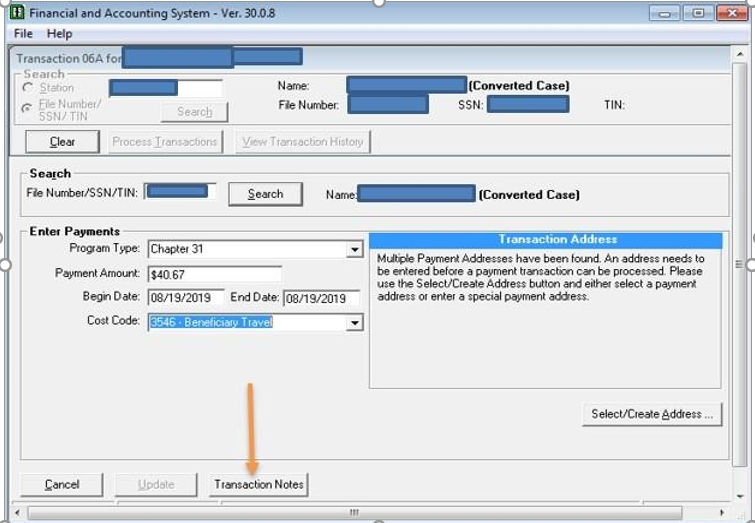 Financial and Accounting System - Ver. 30.0.8
File Help
Transaction 06A for
Search
Station
File Number/
SSN/ TIN
Search
Name: (Converted Case)
File Number: SSN: TIN:
Clear Process Transactions View Transaction History
Search
File Number/SSN/TIN: Search Name: (Converted Case)
Enter Payments
Program Type: Chapter 31
Payment Amount: $40.67
Begin Date: 08/19/2019 End Date: 08/19/2019
Cost Code: 3546 - Beneficiary Travel
Transaction Address
Multiple Payment Addresses have been found. An address needs to
be entered before a payment transaction can be processed. Please
use the Select/Create Address button and either select a payment
address or enter a special payment address.
Select/Create Address ...
Cancel Update Transaction Notes